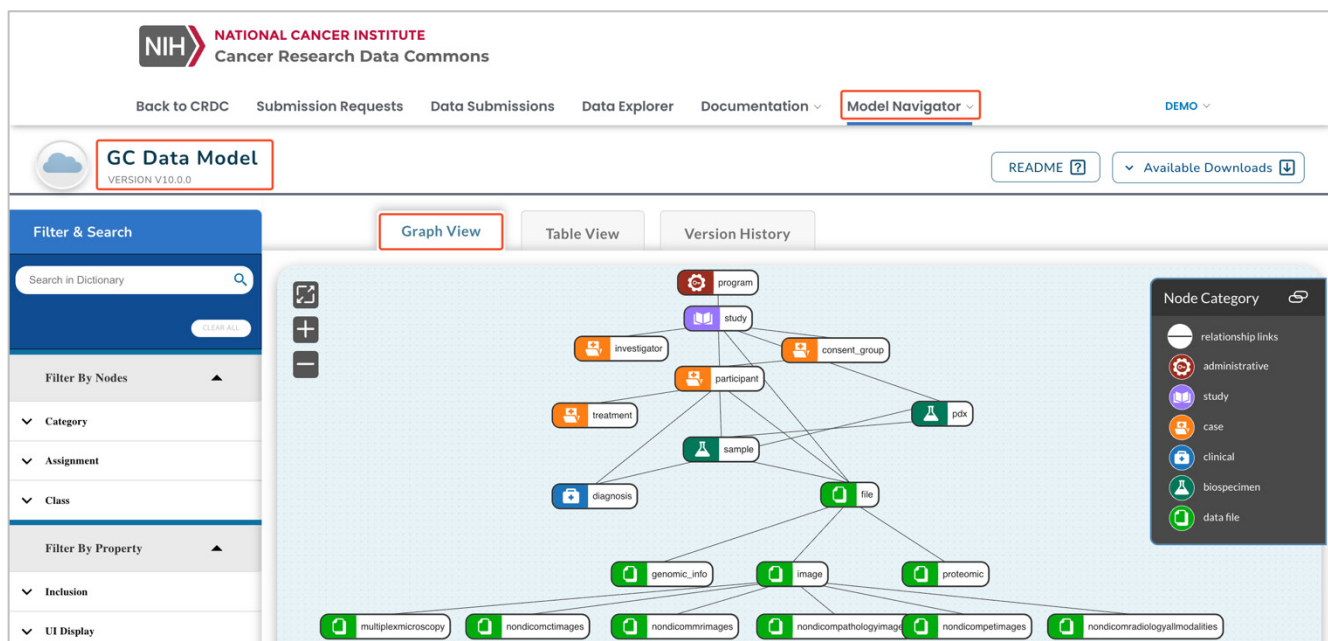 NIH
NATIONAL CANCER INSTITUTE
Cancer Research Data Commons
Back to CRDC Submission Requests Data Submissions Data Explorer Documentation Model Navigator DEMO
GC Data Model
VERSION V10.0.0
README ? Available Downloads
Filter & Search
Graph View Table View Version History
Search in Dictionary
CLEAR ALL
Filter By Nodes
Category
Assignment
Class
Filter By Property
Inclusion
UI Display
program
study
investigator
consent_group
participant
treatment
pdx
sample
diagnosis
file
genomic_info
image
proteomic
multiplexmicroscopy
nondicomctimages
nondicommrimages
nondicompathologyimage
nondicompetimages
nondicomradiologyallmodalities
Node Category
relationship links
administrative
study
case
clinical
biospecimen
data file